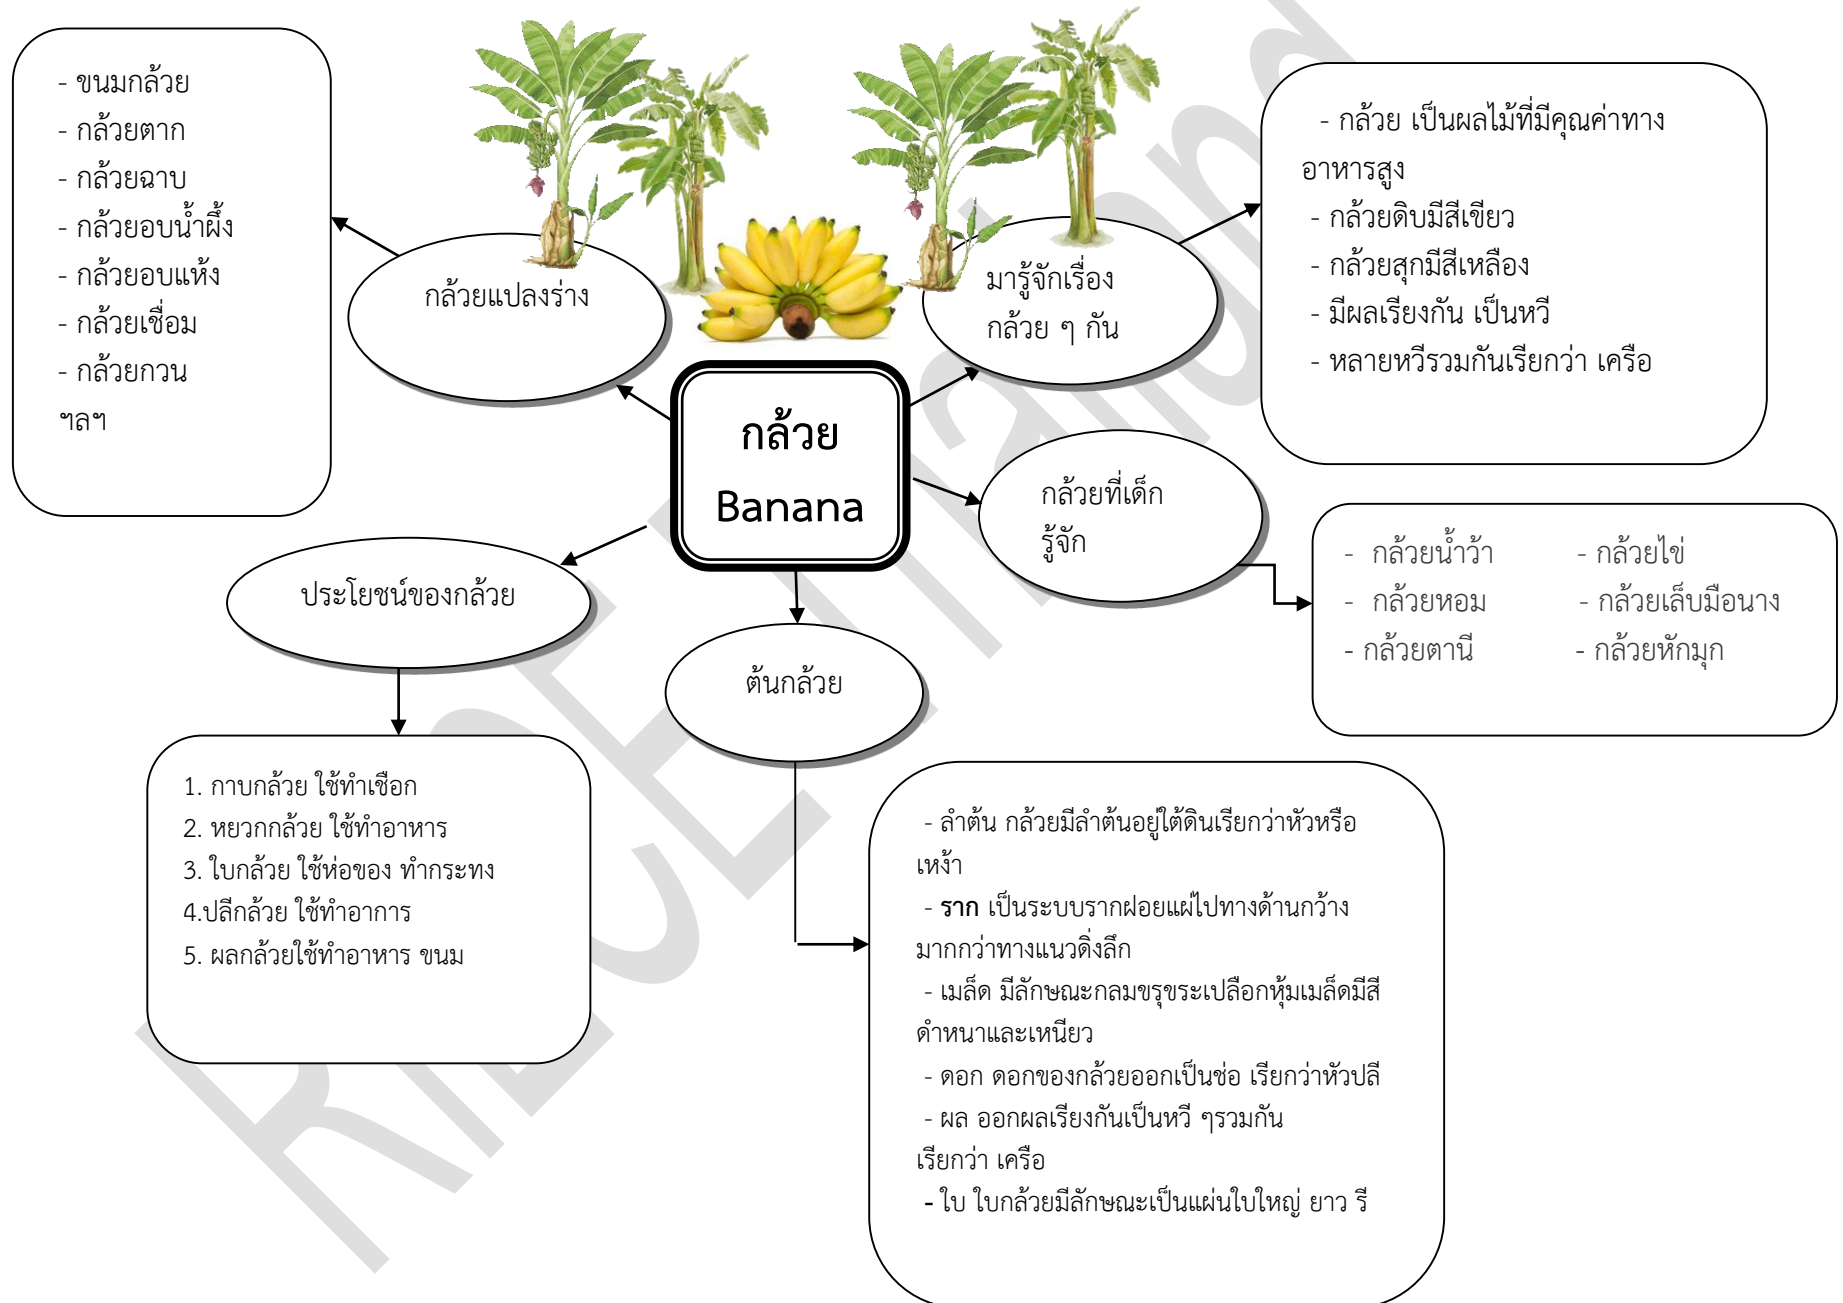 - ขนมกล้วย
- กล้วยตาก
- กล้วยฉาบ
- กล้วยอบน้ำผึ้ง
- กล้วยอบแห้ง
- กล้วยเชื่อม
- กล้วยกวน
ฯลฯ
กล้วยแปลงร่าง
มารู้จักเรื่อง
กล้วย ๆ กัน
- กล้วย เป็นผลไม้ที่มีคุณค่าทาง
อาหารสูง
- กล้วยดิบมีสีเขียว
- กล้วยสุกมีสีเหลือง
- มีผลเรียงกัน เป็นหวี
- หลายหวีรวมกันเรียกว่า เครือ
กล้วย
Banana
กล้วยที่เด็ก
รู้จัก
- กล้วยน้ำว้า - กล้วยไข่
- กล้วยหอม - กล้วยเล็บมือนาง
- กล้วยตานี - กล้วยหักมุก
ประโยชน์ของกล้วย
ต้นกล้วย
1. กาบกล้วย ใช้ทำเชือก
2. หยวกกล้วย ใช้ทำอาหาร
3. ใบกล้วย ใช้ห่อของ ทำกระทง
4.ปลีกล้วย ใช้ทำอาการ
5. ผลกล้วยใช้ทำอาหาร ขนม
- ลำต้น กล้วยมีลำต้นอยู่ใต้ดินเรียกว่าหัวหรือ
เหง้า
- ราก เป็นระบบรากฝอยแผ่ไปทางด้านกว้าง
มากกว่าทางแนวดิ่งลึก
- เมล็ด มีลักษณะกลมขรุขระเปลือกหุ้มเมล็ดมีสี
ดำหนาและเหนียว
- ดอก ดอกของกล้วยออกเป็นช่อ เรียกว่าหัวปลี
- ผล ออกผลเรียงกันเป็นหวี ๆรวมกัน
เรียกว่า เครือ
- ใบ ใบกล้วยมีลักษณะเป็นแผ่นใบใหญ่ ยาว รี